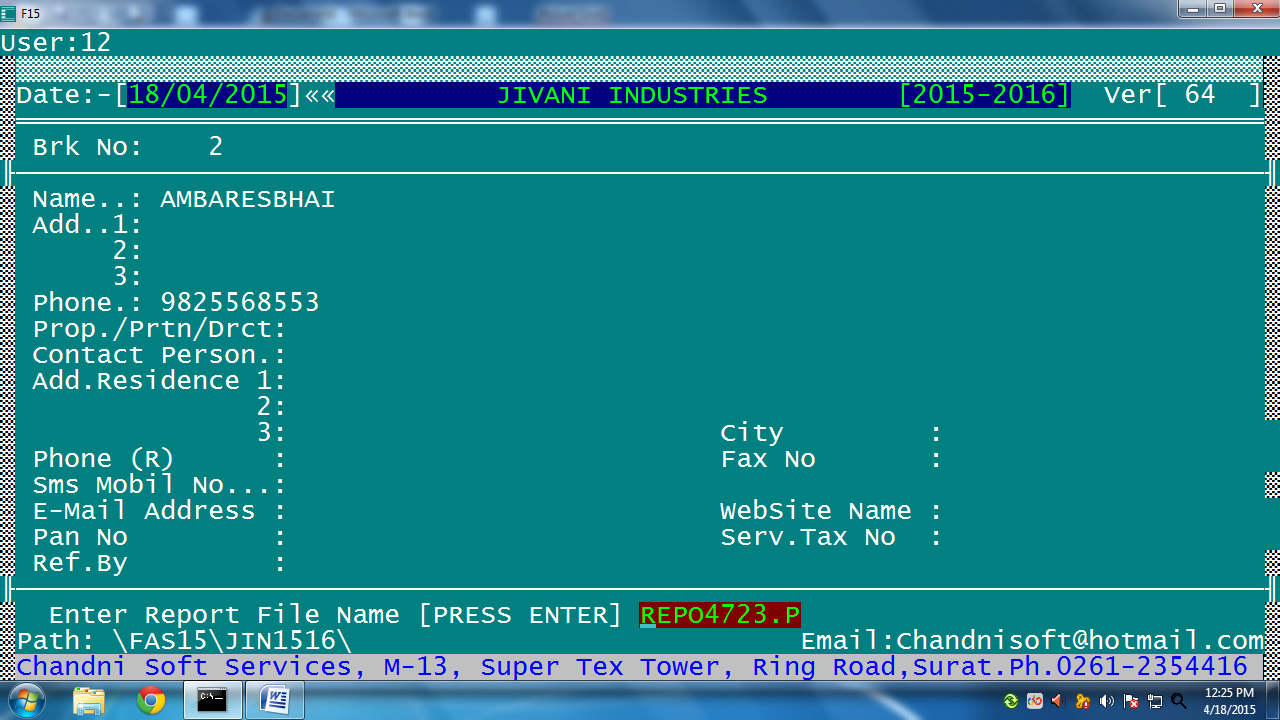 F15
User:12
Date:-[18/04/2015]«« JIVANI INDUSTRIES [2015-2016] Ver[ 64 ]
Brk No: 2
Name..: AMBARESBHAI
Add..1:
2:
3:
Phone.: 9825568553
Prop./Prtn/Drct:
Contact Person.:
Add.Residence 1:
2:
3: City :
Phone (R) : Fax No :
Sms Mobil No...:
E-Mail Address : WebSite Name :
Pan No : Serv.Tax No :
Ref.By :
Enter Report File Name [PRESS ENTER] REPO4723.P
Path: \FAS15\JIN1516\ Email:Chandnisoft@hotmail.com
Chandni Soft Services, M-13, Super Tex Tower, Ring Road,Surat.Ph.0261-2354416
12:25 PM
4/18/2015